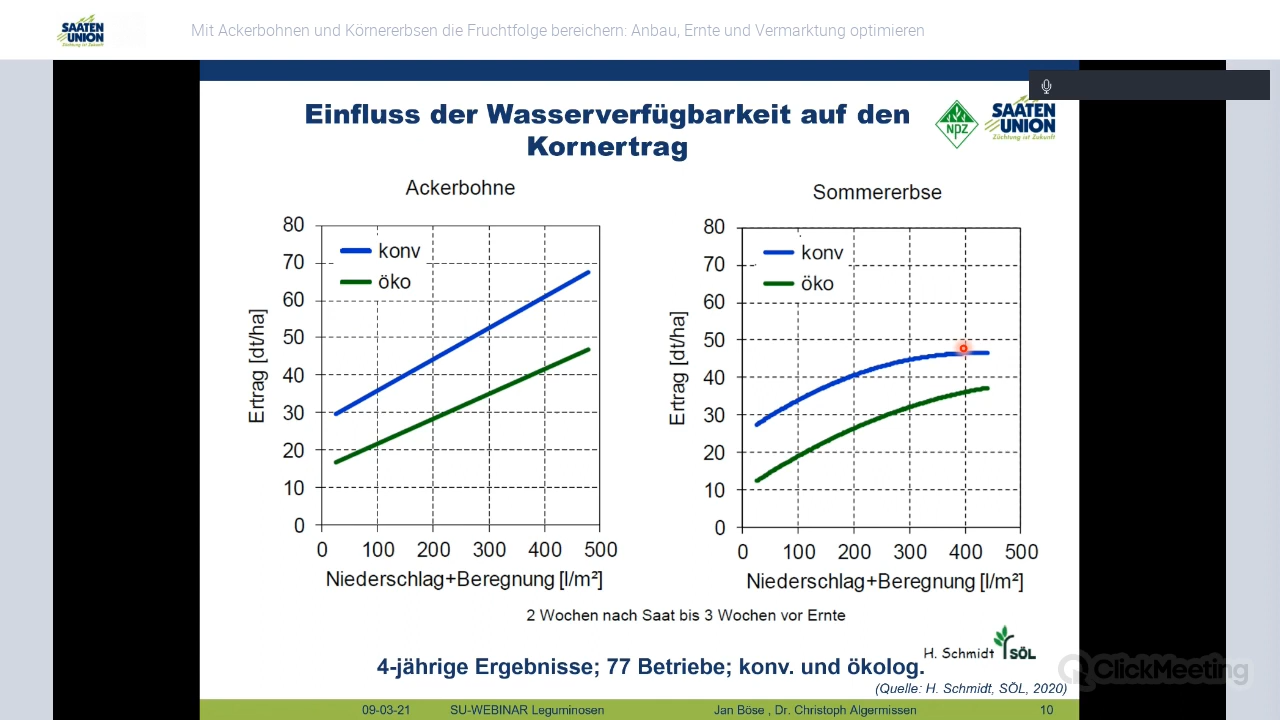 SAATEN
UNION
Züchtung ist Zukunft
Mit Ackerbohnen und Körnererbsen die Fruchtfolge bereichern: Anbau, Ernte und Vermarktung optimieren
Einfluss der Wasserverfügbarkeit auf den
Kornertrag
NPZ
SAATEN
UNION
Züchtung ist Zukunft
Ackerbohne
80
70
60
50
40
30
20
10
0
Ertrag [dt/ha]
konv
öko
0 100 200 300 400 500
Niederschlag+Beregnung [l/m²]
Sommererbse
80
70
60
50
40
30
20
10
0
Ertrag [dt/ha]
konv
öko
0 100 200 300 400 500
Niederschlag+Beregnung [l/m²]
2 Wochen nach Saat bis 3 Wochen vor Ernte
H. Schmidt SÖL
4-jährige Ergebnisse; 77 Betriebe; konv. und ökolog.
(Quelle: H. Schmidt, SÖL, 2020)
ClickMeeting
09-03-21 SU-WEBINAR Leguminosen Jan Böse , Dr. Christoph Algermissen 10